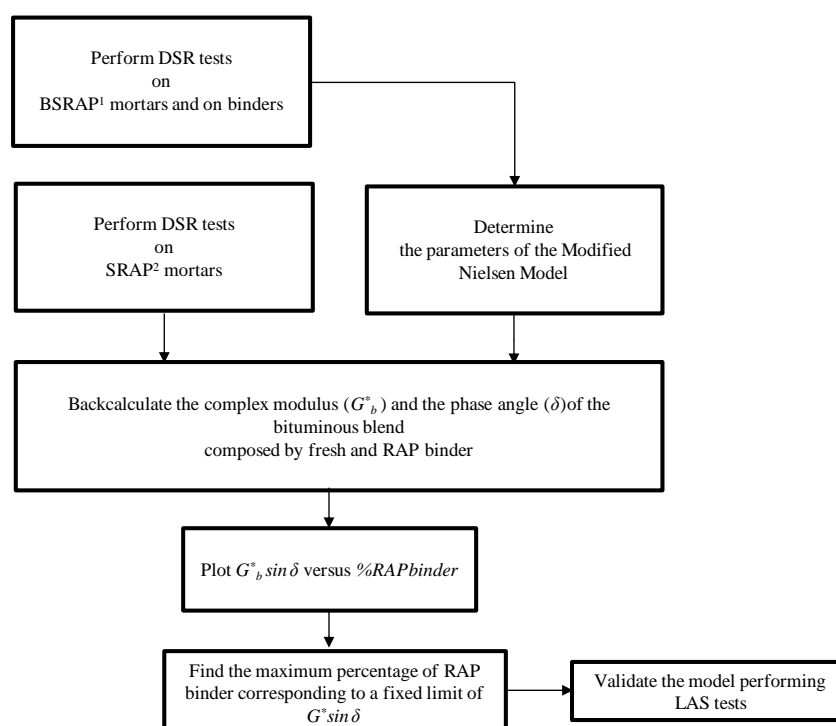 Perform DSR tests
on
BSRAP¹ mortars and on binders
Perform DSR tests
on
SRAP² mortars
Determine
the parameters of the Modified
Nielsen Model
Backcalculate the complex modulus (G*b) and the phase angle (δ)of the
bituminous blend
composed by fresh and RAP binder
Plot G*b sin δ versus %RAPbinder
Find the maximum percentage of RAP
binder corresponding to a fixed limit of
G*sin δ
Validate the model performing
LAS tests